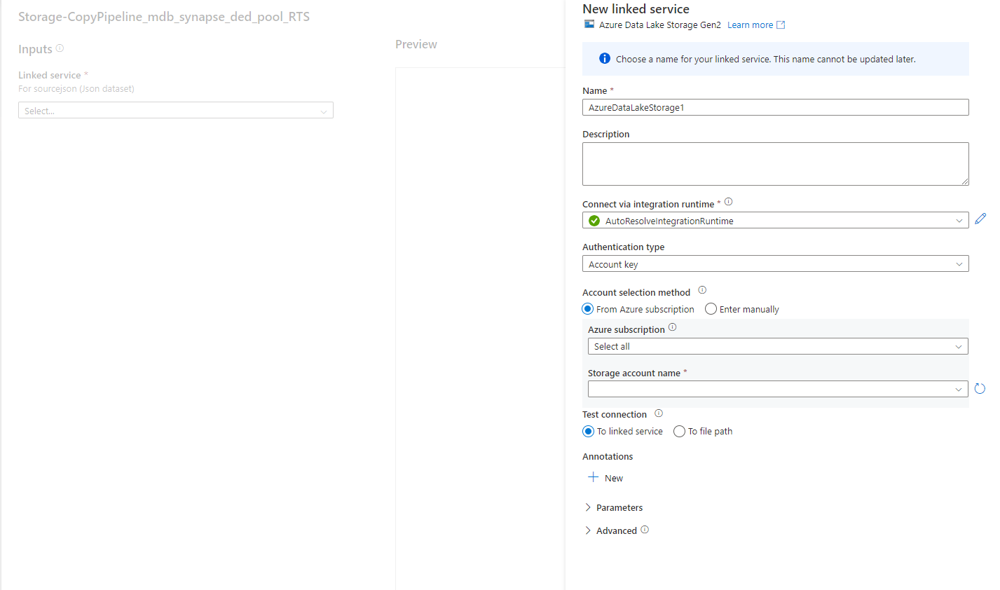 Storage-CopyPipeline_mdb_synapse_ded_pool_RTS
Inputs
Linked service *
For sourcejson (Json dataset)
Select...
Preview
New linked service
Azure Data Lake Storage Gen2 Learn more
Choose a name for your linked service. This name cannot be updated later.
Name *
AzureDataLakeStorage1
Description
Connect via integration runtime *
AutoResolveIntegrationRuntime
Authentication type
Account key
Account selection method
From Azure subscription Enter manually
Azure subscription
Select all
Storage account name *
Test connection
To linked service To file path
Annotations
New
Parameters
Advanced